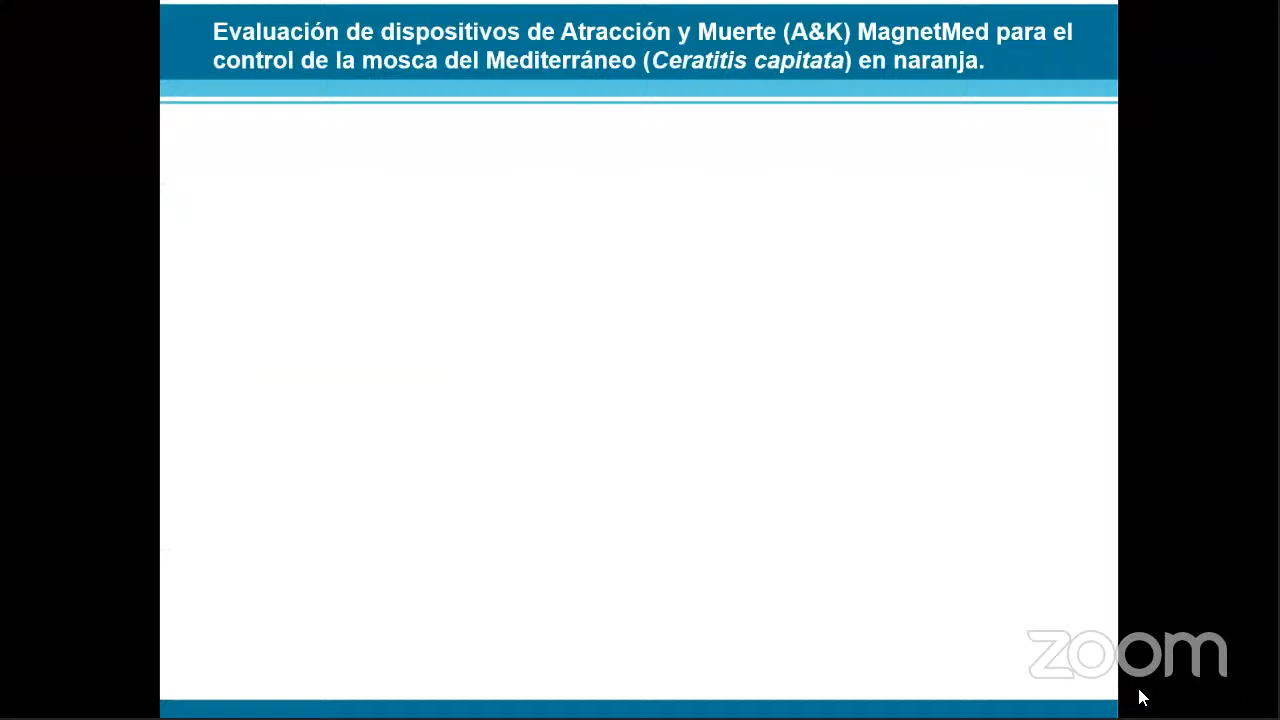 Evaluación de dispositivos de Atracción y Muerte (A&K) MagnetMed para el
control de la mosca del Mediterráneo (Ceratitis capitata) en naranja.
zoom